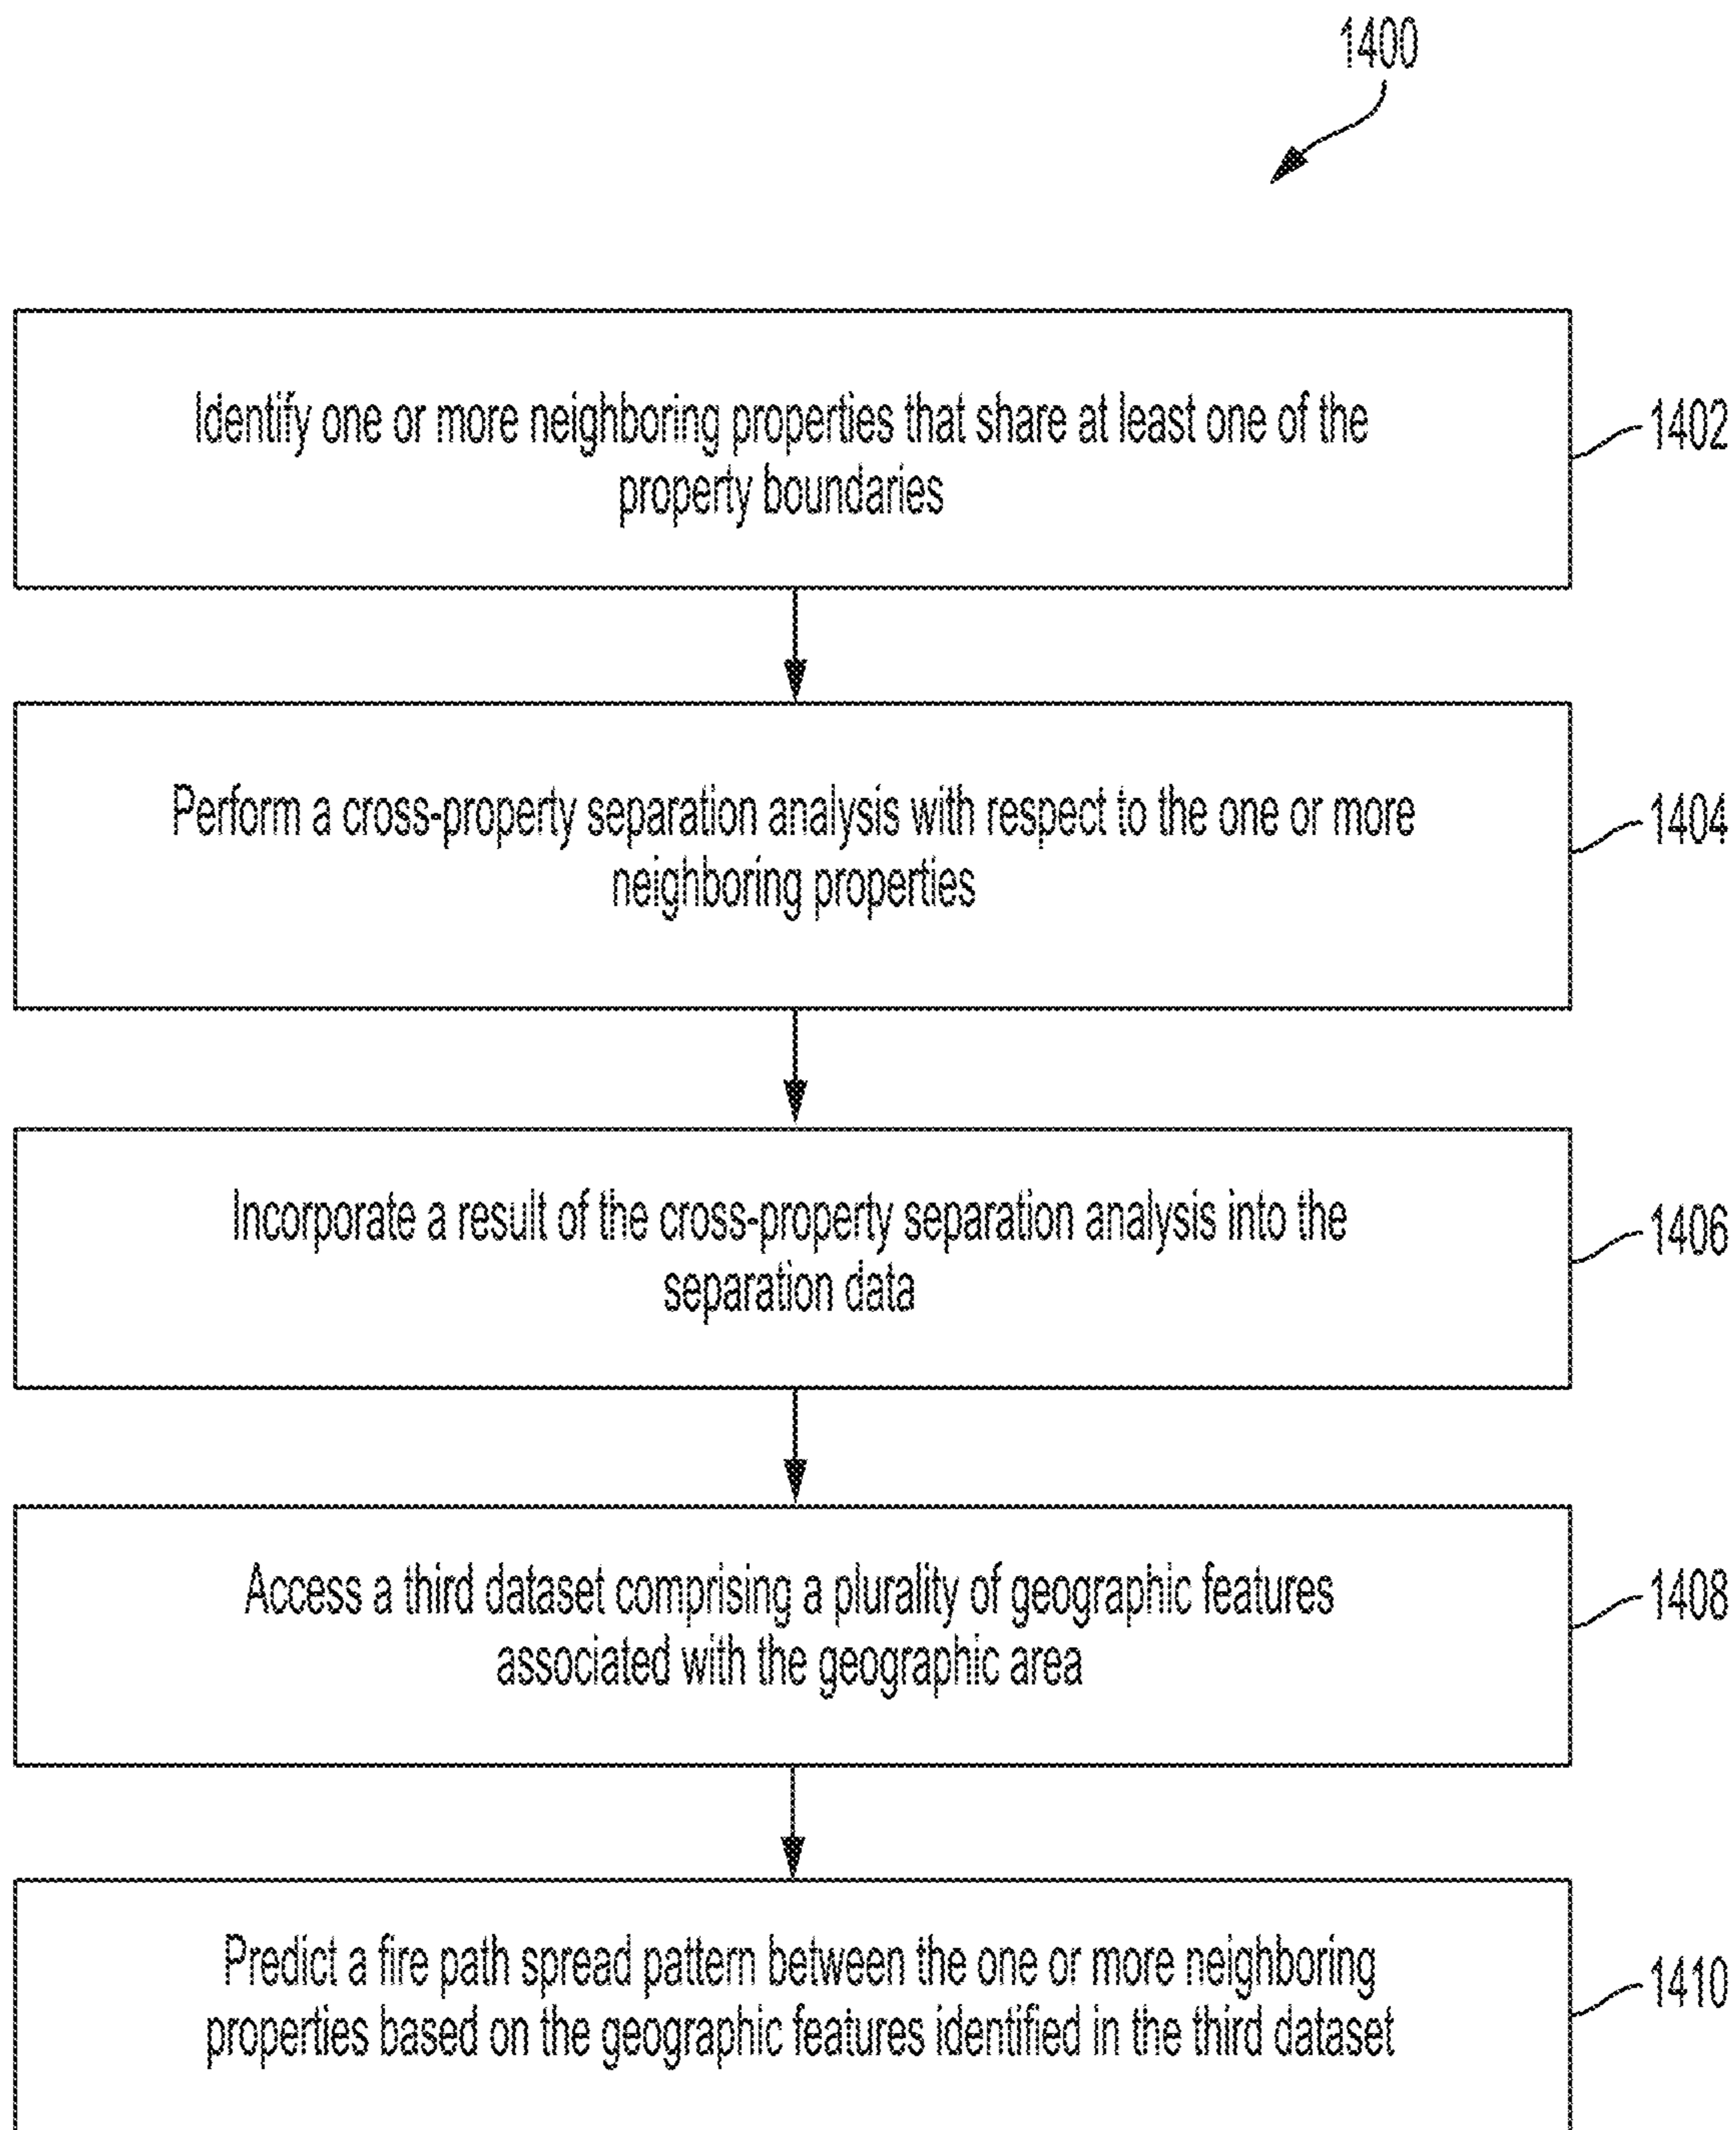 1400
Identify one or more neighboring properties that share at least one of the
property boundaries
1402
Perform a cross-property separation analysis with respect to the one or more
neighboring properties
1404
Incorporate a result of the cross-property separation analysis into the
separation data
1406
Access a third dataset comprising a plurality of geographic features
associated with the geographic area
1408
Predict a fire path spread pattern between the one or more neighboring
properties based on the geographic features identified in the third dataset
1410